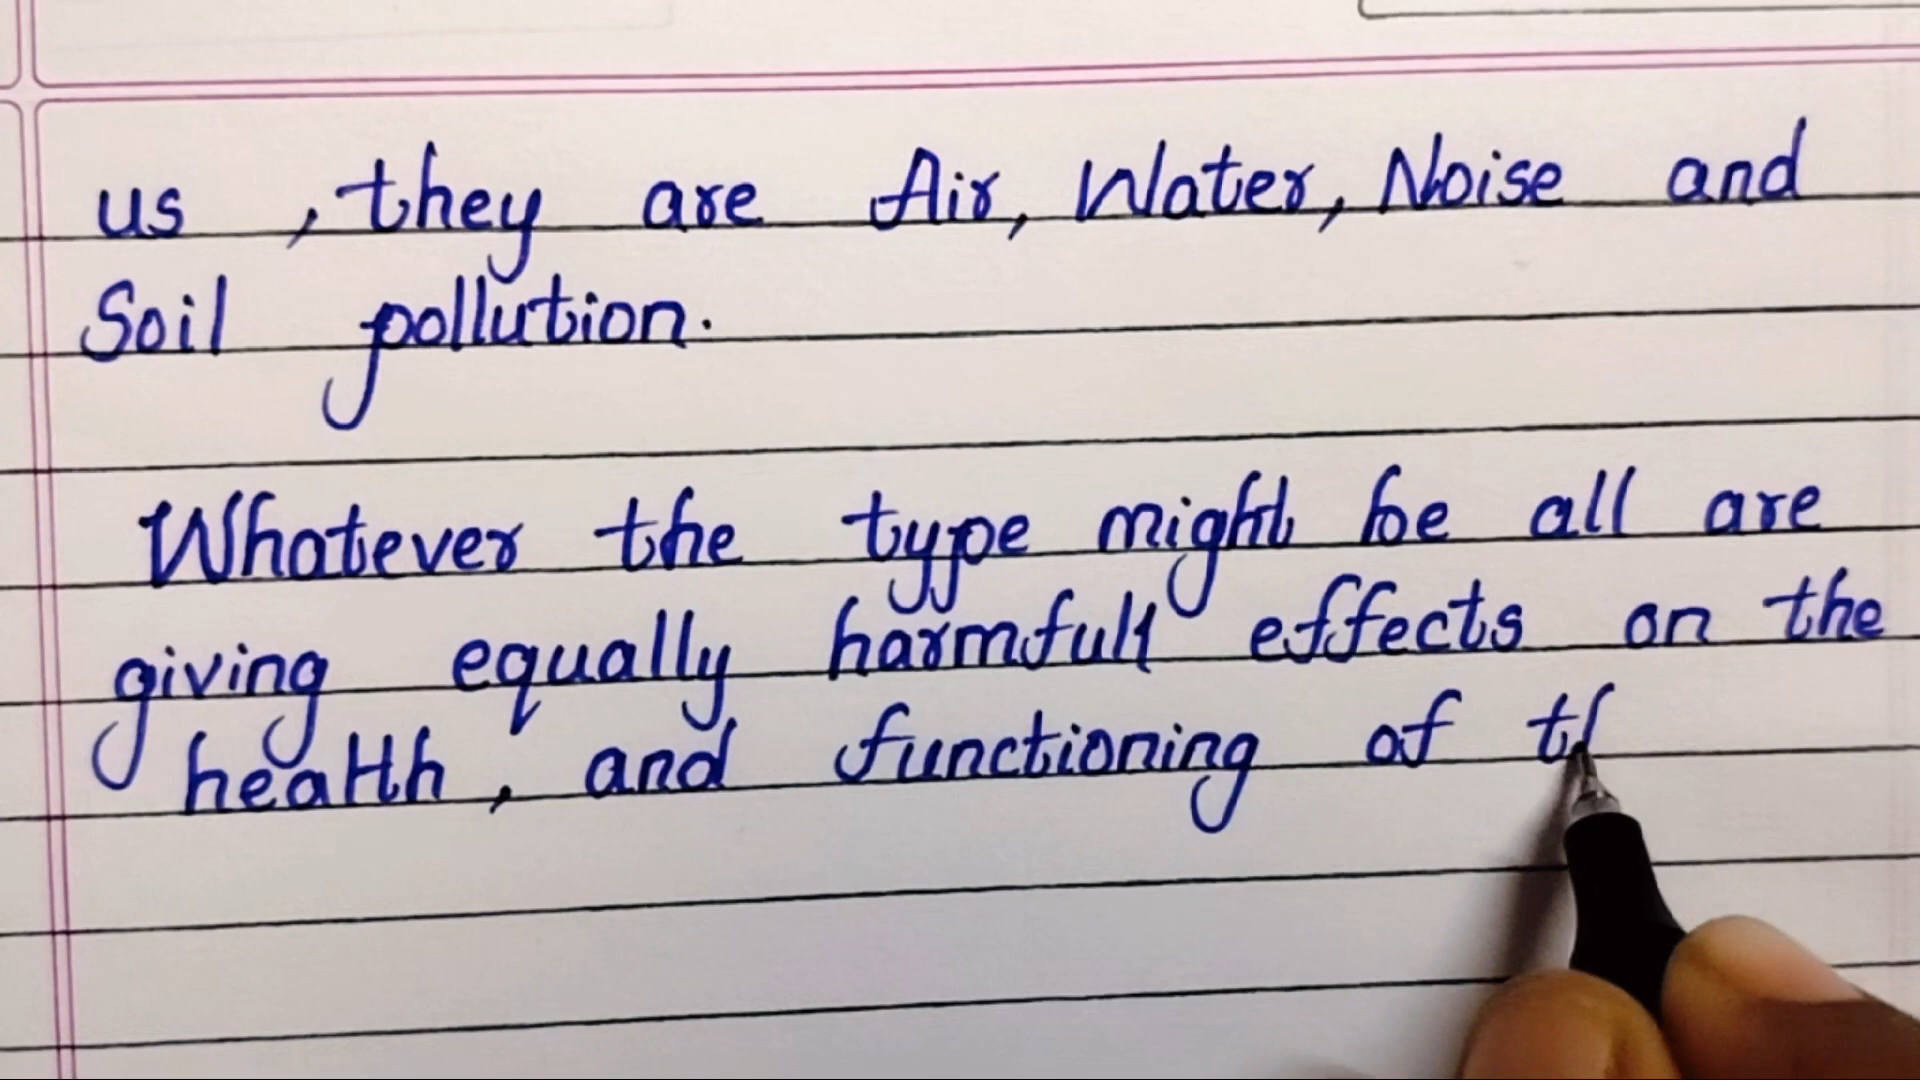 us , they are Air, Water, Noise and
Soil pollution.
Whatever the type might be all are
giving equally harmfull effects on the
health, and functioning of th